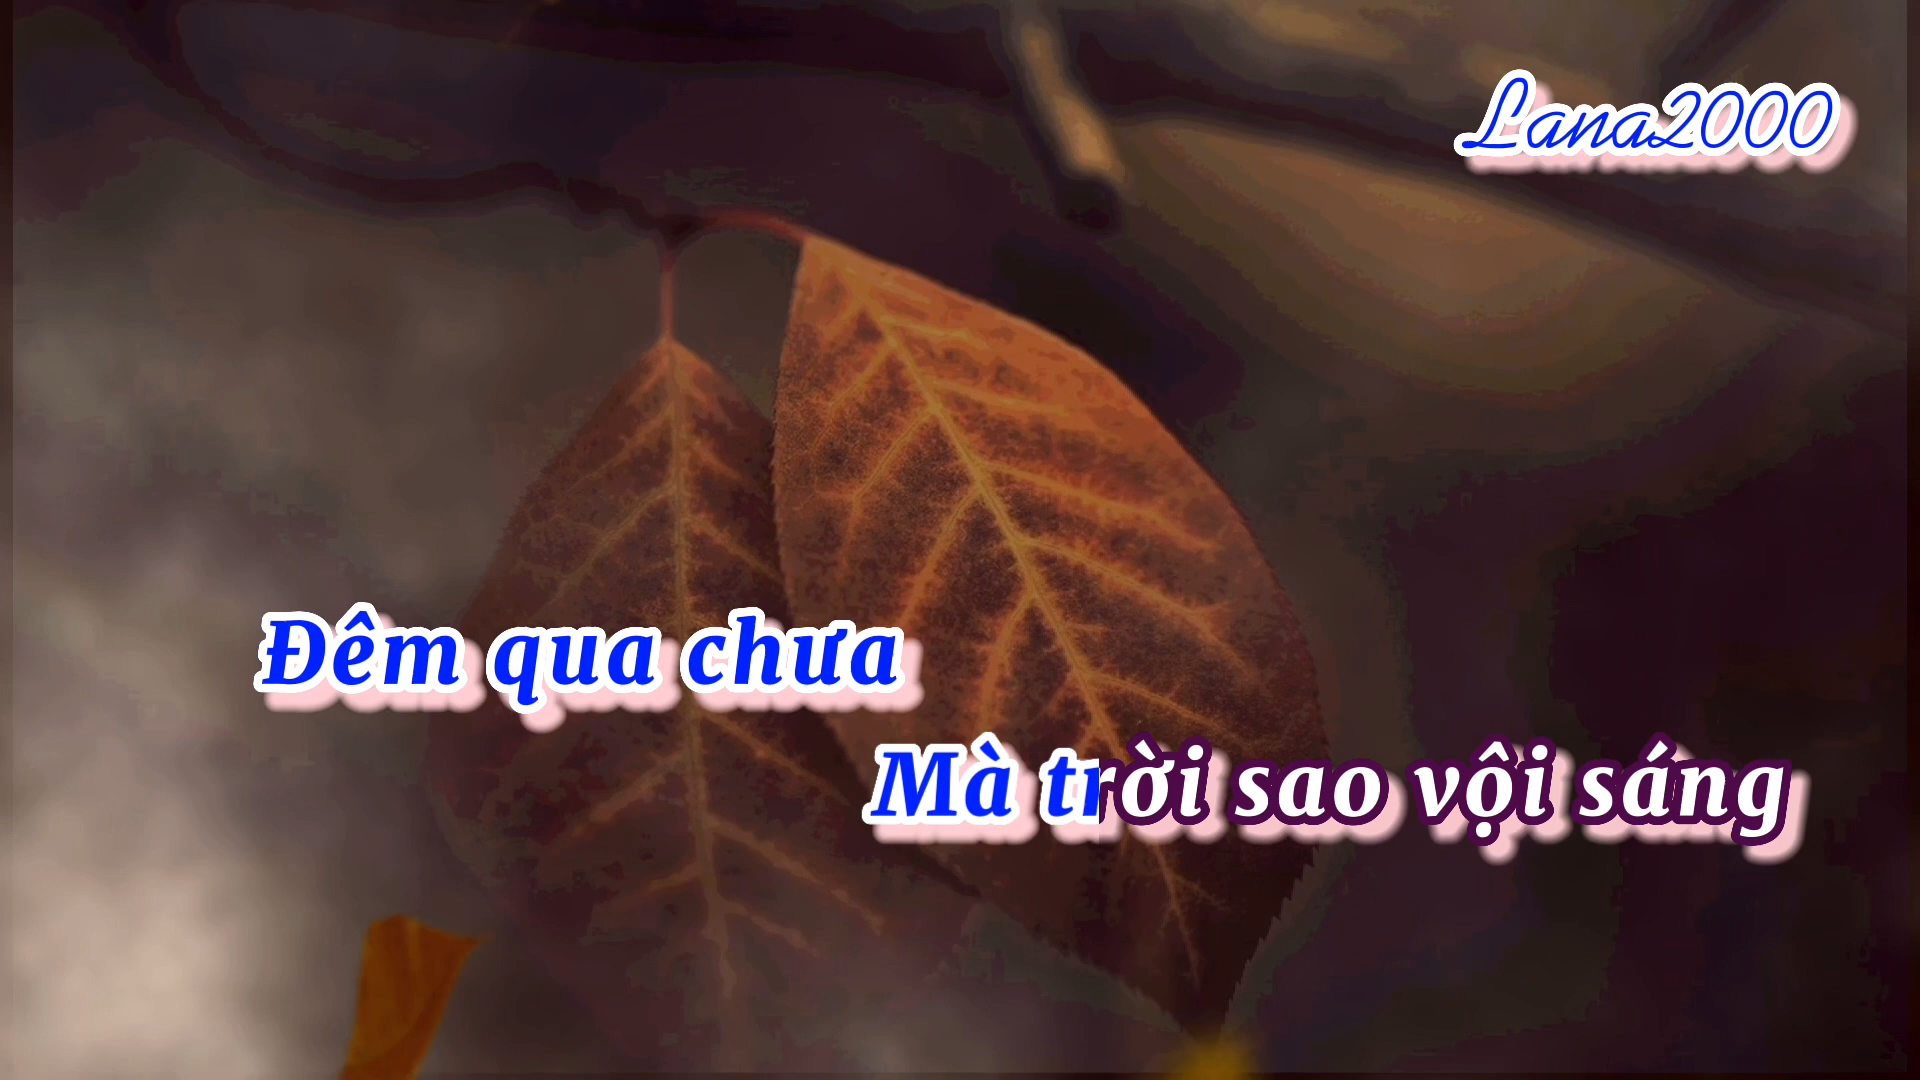 Lana2000
Đêm qua chưa
Mà trời sao vội sáng